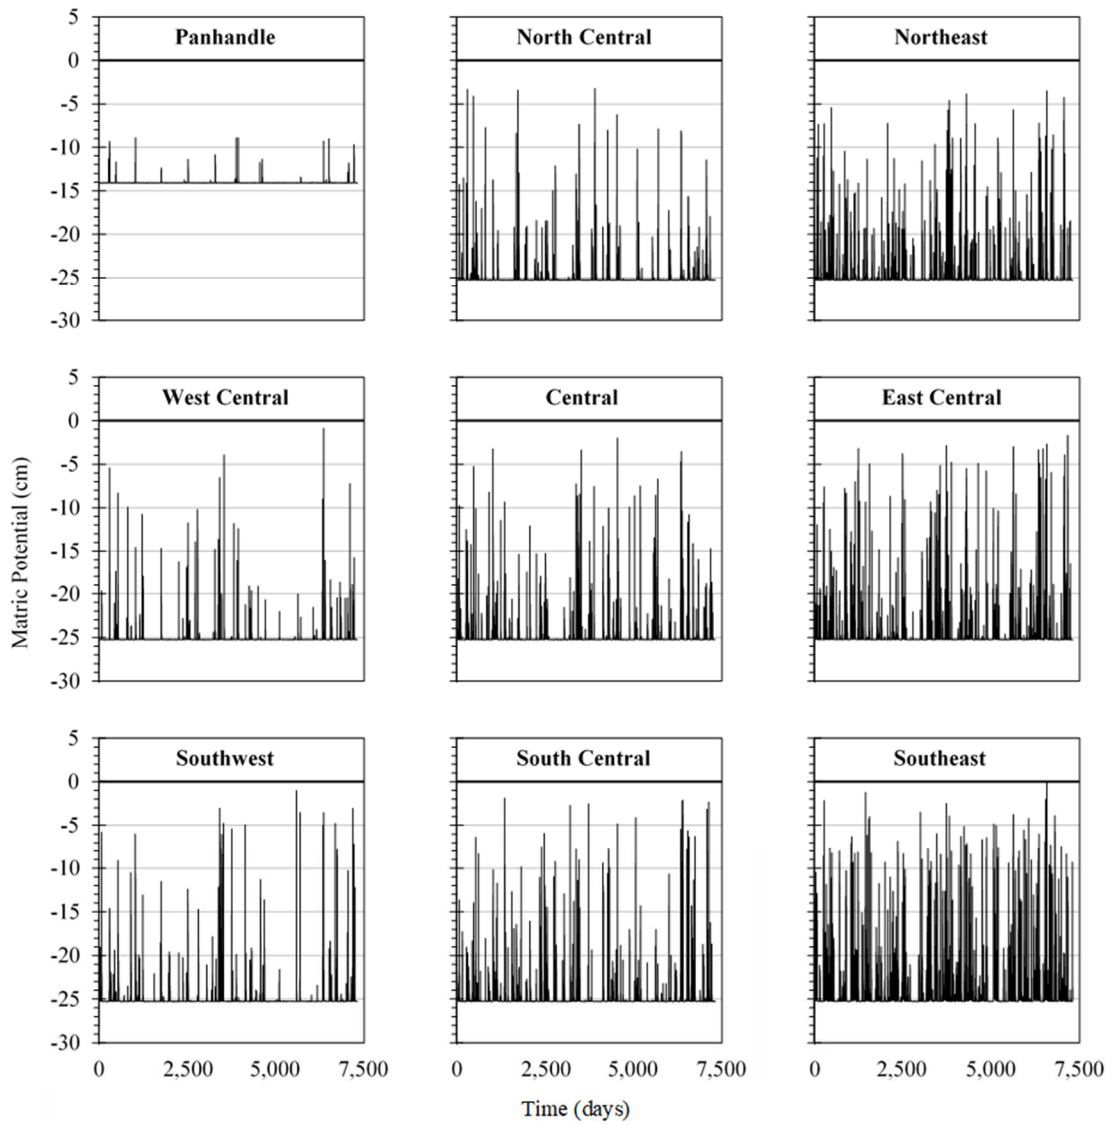 Panhandle
North Central
Northeast
5
0
-5
-10
-15
-20
-25
-30
West Central
Central
East Central
5
0
-5
-10
-15
-20
-25
-30
Matric Potential (cm)
Southwest
South Central
Southeast
5
0
-5
-10
-15
-20
-25
-30
0 2,500 5,000 7,500
0 2,500 5,000 7,500
0 2,500 5,000 7,500
Time (days)